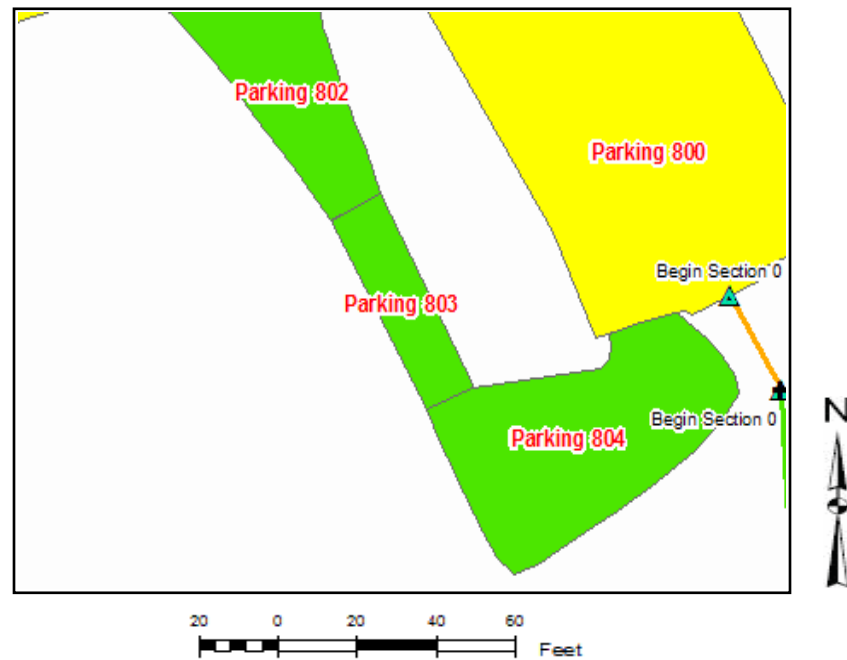 Parking 802
Parking 800
Begin Section 0
Parking 803
N
Begin Section 0
Parking 804
20 0 20 40 60
Feet